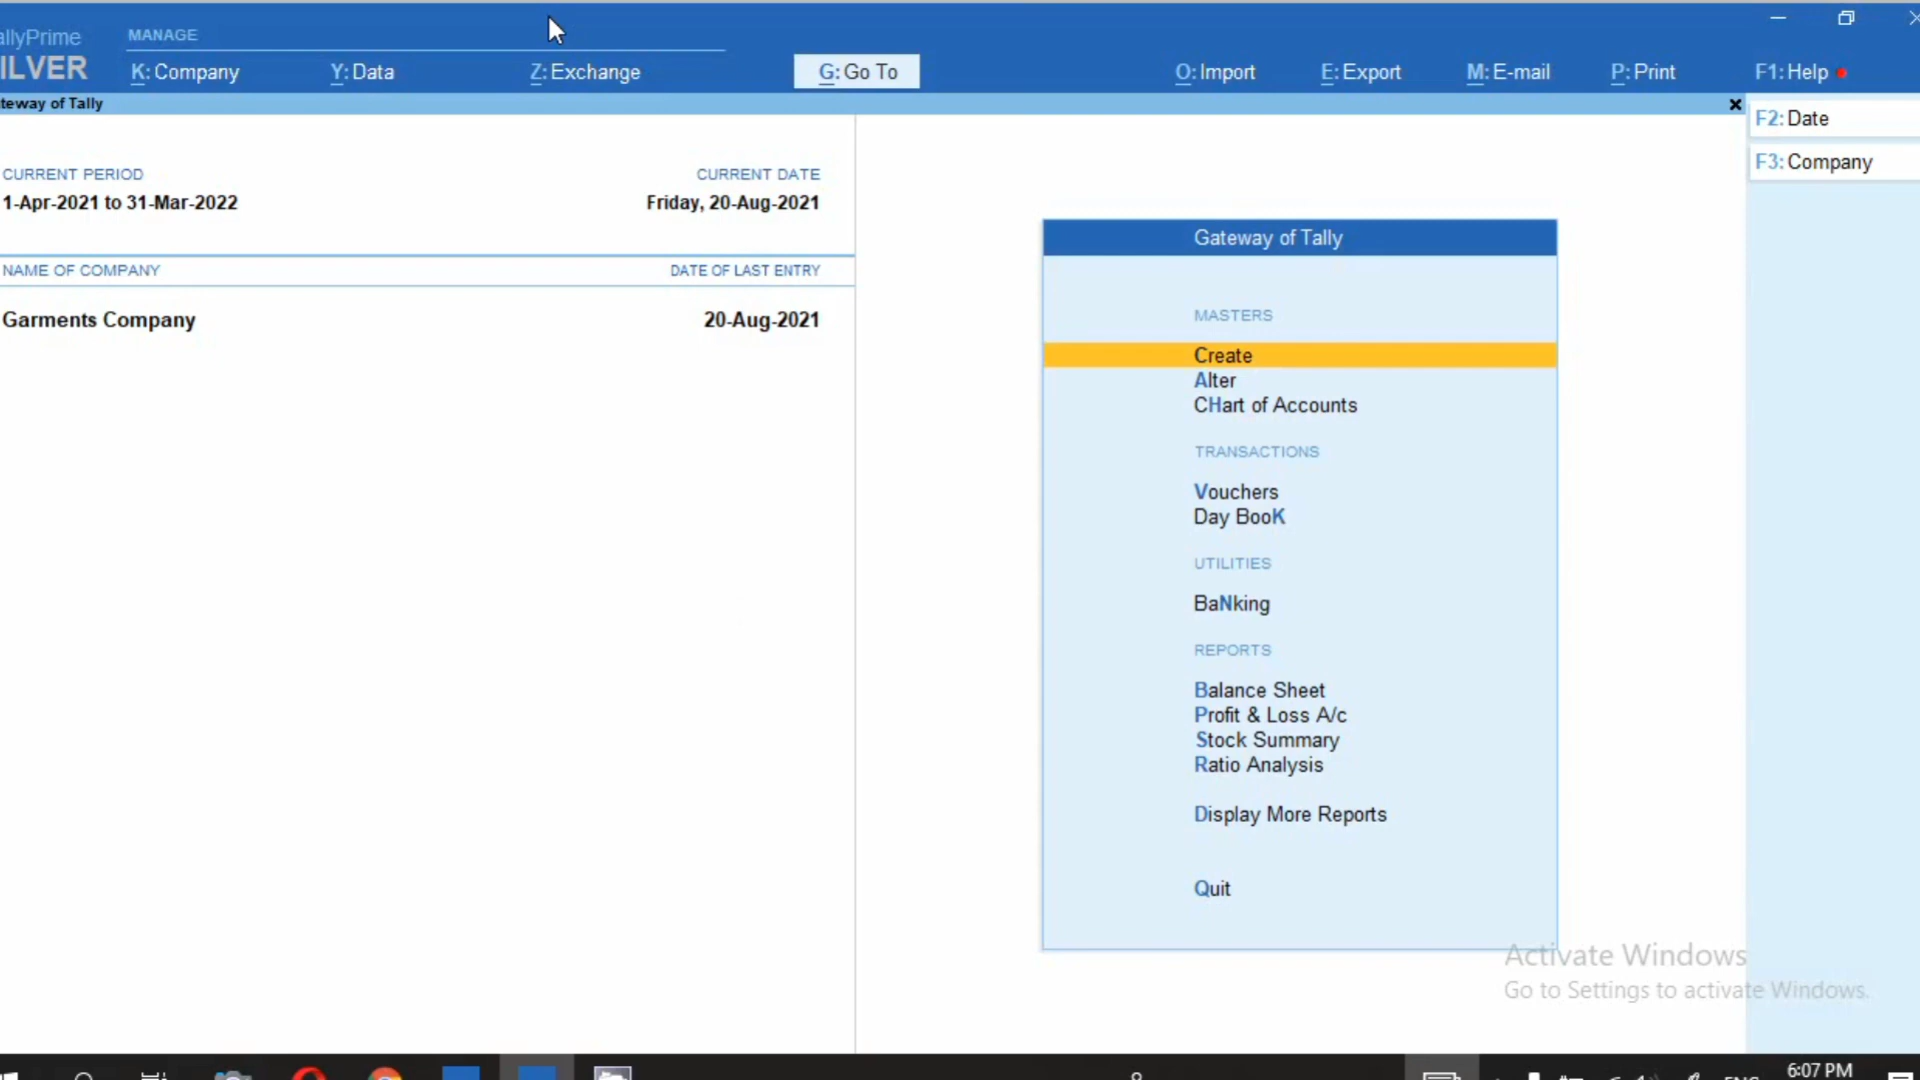 allyPrime
ILVER
MANAGE
K: Company
Y: Data
Z: Exchange
G: Go To
O: Import
E: Export
M: E-mail
P: Print
F1: Help
teway of Tally
F2: Date
F3: Company
CURRENT PERIOD
CURRENT DATE
1-Apr-2021 to 31-Mar-2022
Friday, 20-Aug-2021
NAME OF COMPANY
DATE OF LAST ENTRY
Garments Company
20-Aug-2021
Gateway of Tally
MASTERS
Create
Alter
CHart of Accounts
TRANSACTIONS
Vouchers
Day BooK
UTILITIES
BaNking
REPORTS
Balance Sheet
Profit & Loss A/c
Stock Summary
Ratio Analysis
Display More Reports
Quit
Activate Windows
Go to Settings to activate Windows.
6:07 PM